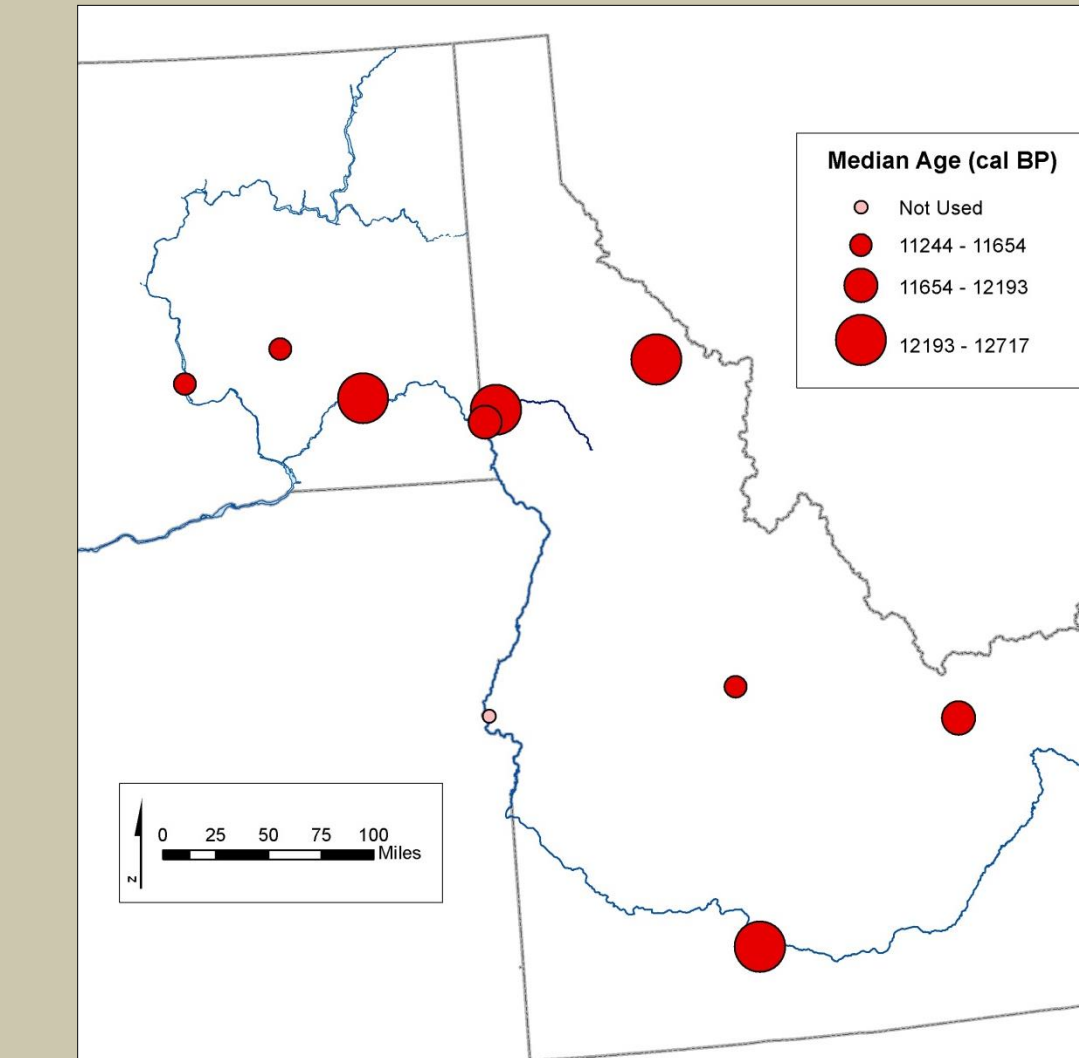 Median Age (cal BP)
Not Used
11244 - 11654
11654 - 12193
12193 - 12717
0 25 50 75 100
Miles
N